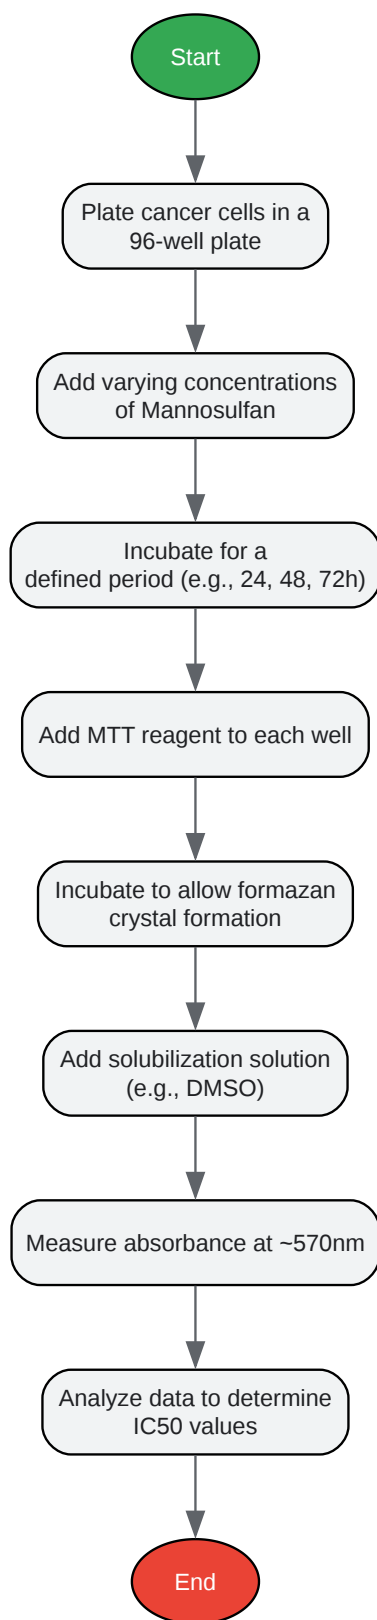 Start
Plate cancer cells in a
96-well plate
Add varying concentrations
of Mannosulfan
Incubate for a
defined period (e.g., 24, 48, 72h)
Add MTT reagent to each well
Incubate to allow formazan
crystal formation
Add solubilization solution
(e.g., DMSO)
Measure absorbance at ~570nm
Analyze data to determine
IC50 values
End